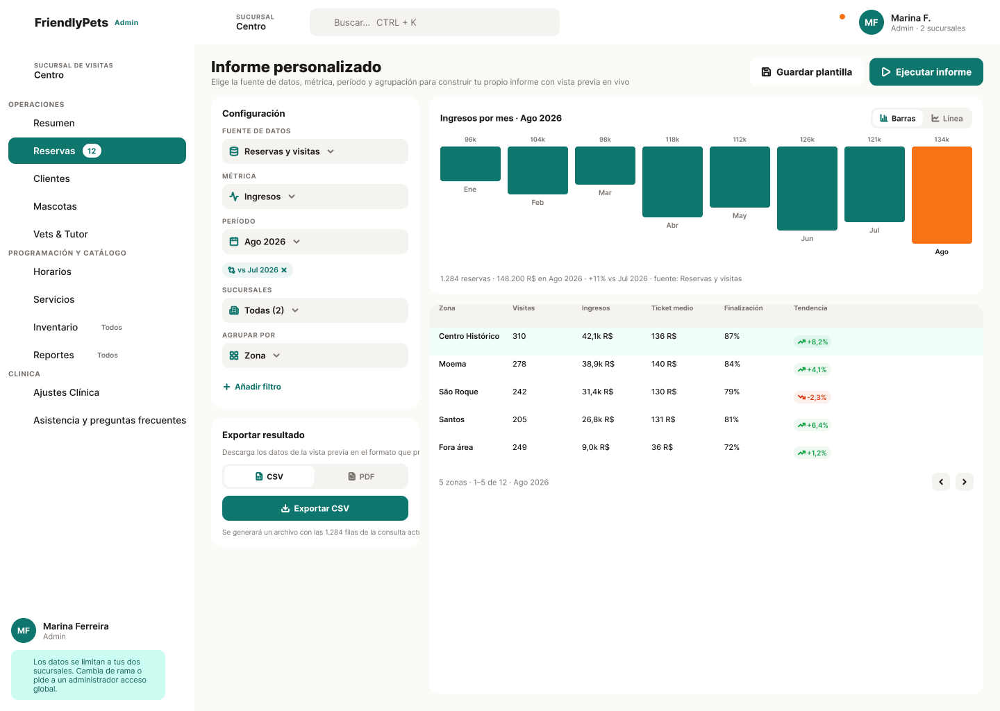 FriendlyPets Admin
SUCURSAL
Centro
Buscar... CTRL + K
MF
Marina F.
Admin · 2 sucursales
SUCURSAL DE VISITAS
Centro
OPERACIONES
Resumen
Reservas 12
Clientes
Mascotas
Vets & Tutor
PROGRAMACIÓN Y CATÁLOGO
Horarios
Servicios
Inventario Todos
Reportes Todos
CLINICA
Ajustes Clínica
Asistencia y preguntas frecuentes
MF
Marina Ferreira
Admin
Los datos se limitan a tus dos
sucursales. Cambia de rama o
pide a un administrador acceso
global.
Informe personalizado
Elige la fuente de datos, métrica, período y agrupación para construir tu propio informe con vista previa en vivo
Guardar plantilla
Ejecutar informe
Configuración
FUENTE DE DATOS
Reservas y visitas
MÉTRICA
Ingresos
PERÍODO
Ago 2026
vs Jul 2026
SUCURSALES
Todas (2)
AGRUPAR POR
Zona
Añadir filtro
Exportar resultado
Descarga los datos de la vista previa en el formato que pr
CSV PDF
Exportar CSV
Se generará un archivo con las 1.284 filas de la consulta actu
Ingresos por mes · Ago 2026
Barras Línea
96k 104k 98k 118k 112k 126k 121k 134k
Ene Feb Mar Abr May Jun Jul Ago
1.284 reservas · 148.200 R$ en Ago 2026 · +11% vs Jul 2026 · fuente: Reservas y visitas
Zona Visitas Ingresos Ticket medio Finalización Tendencia
Centro Histórico 310 42,1k R$ 136 R$ 87% +8,2%
Moema 278 38,9k R$ 140 R$ 84% +4,1%
São Roque 242 31,4k R$ 130 R$ 79% -2,3%
Santos 205 26,8k R$ 131 R$ 81% +6,4%
Fora área 249 9,0k R$ 36 R$ 72% +1,2%
5 zonas · 1–5 de 12 · Ago 2026